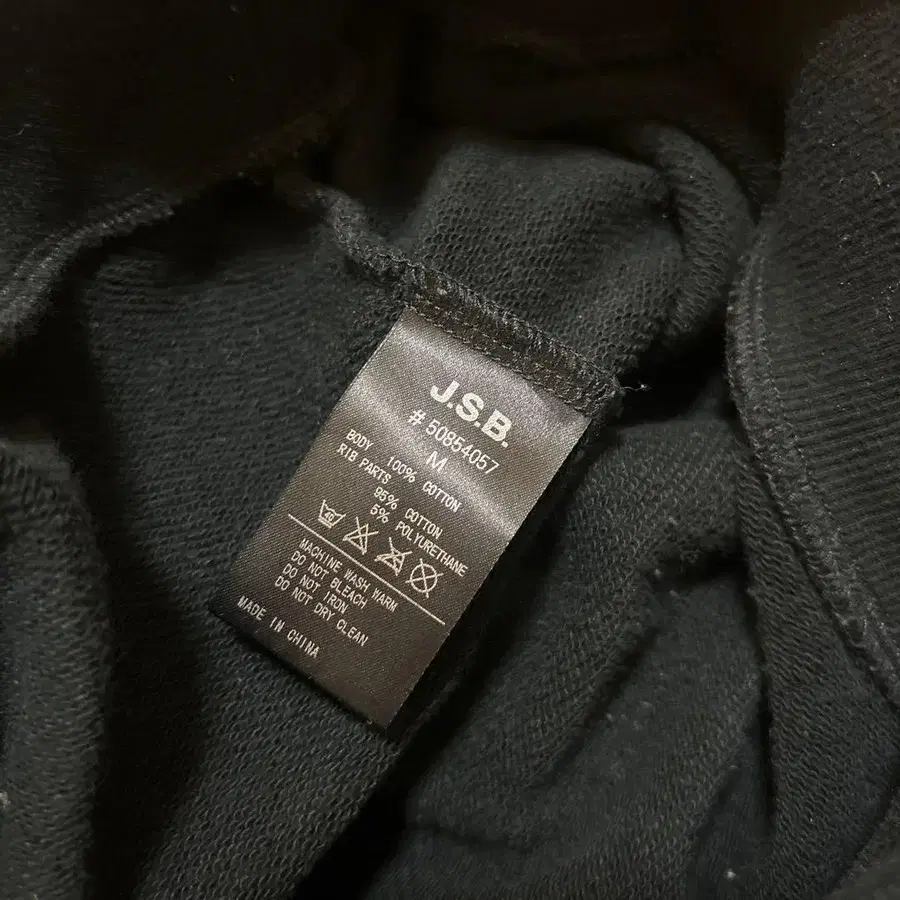 J.S.B.
# 50854057
M
BODY
100% COTTON
RIB PARTS
95% COTTON
5% POLYURETHANE
40
MACHINE WASH WARM
DO NOT BLEACH
DO NOT IRON
DO NOT DRY CLEAN
MADE IN CHINA